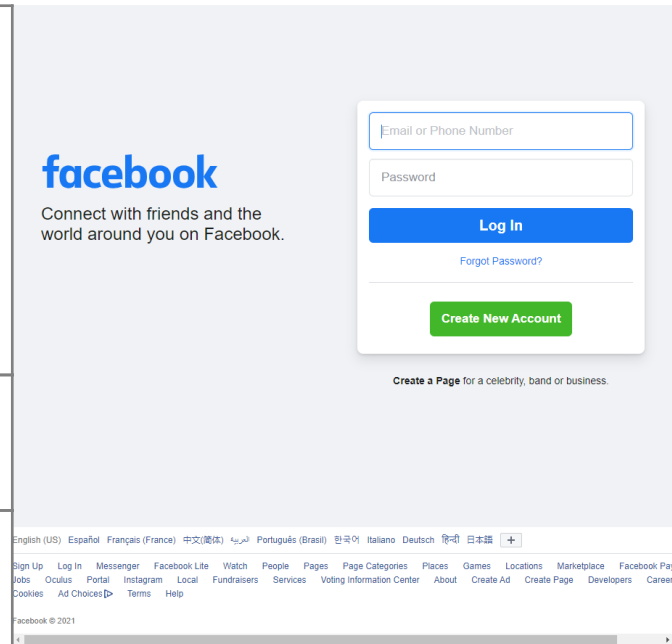 facebook
Connect with friends and the
world around you on Facebook.
Email or Phone Number
Password
Log In
Forgot Password?
Create New Account
Create a Page for a celebrity, band or business.
English (US) Español Français (France) 中文(简体) العربية Português (Brasil) 한국어 Italiano Deutsch हिन्दी 日本語 +
Sign Up Log In Messenger Facebook Lite Watch People Pages Page Categories Places Games Locations Marketplace Facebook Pay
Jobs Oculus Portal Instagram Local Fundraisers Services Voting Information Center About Create Ad Create Page Developers Career
Cookies Ad Choices Terms Help
Facebook © 2021